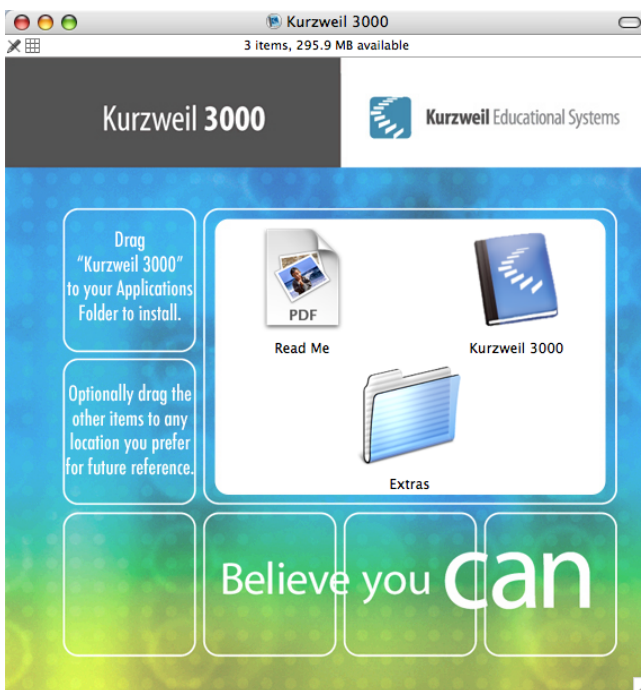 Kurzweil 3000
3 items, 295.9 MB available
Kurzweil 3000
Kurzweil Educational Systems
Drag
“Kurzweil 3000”
to your Applications
Folder to install.
PDF
Read Me
Kurzweil 3000
Optionally drag the
other items to any
location you prefer
for future reference.
Extras
Believe you can